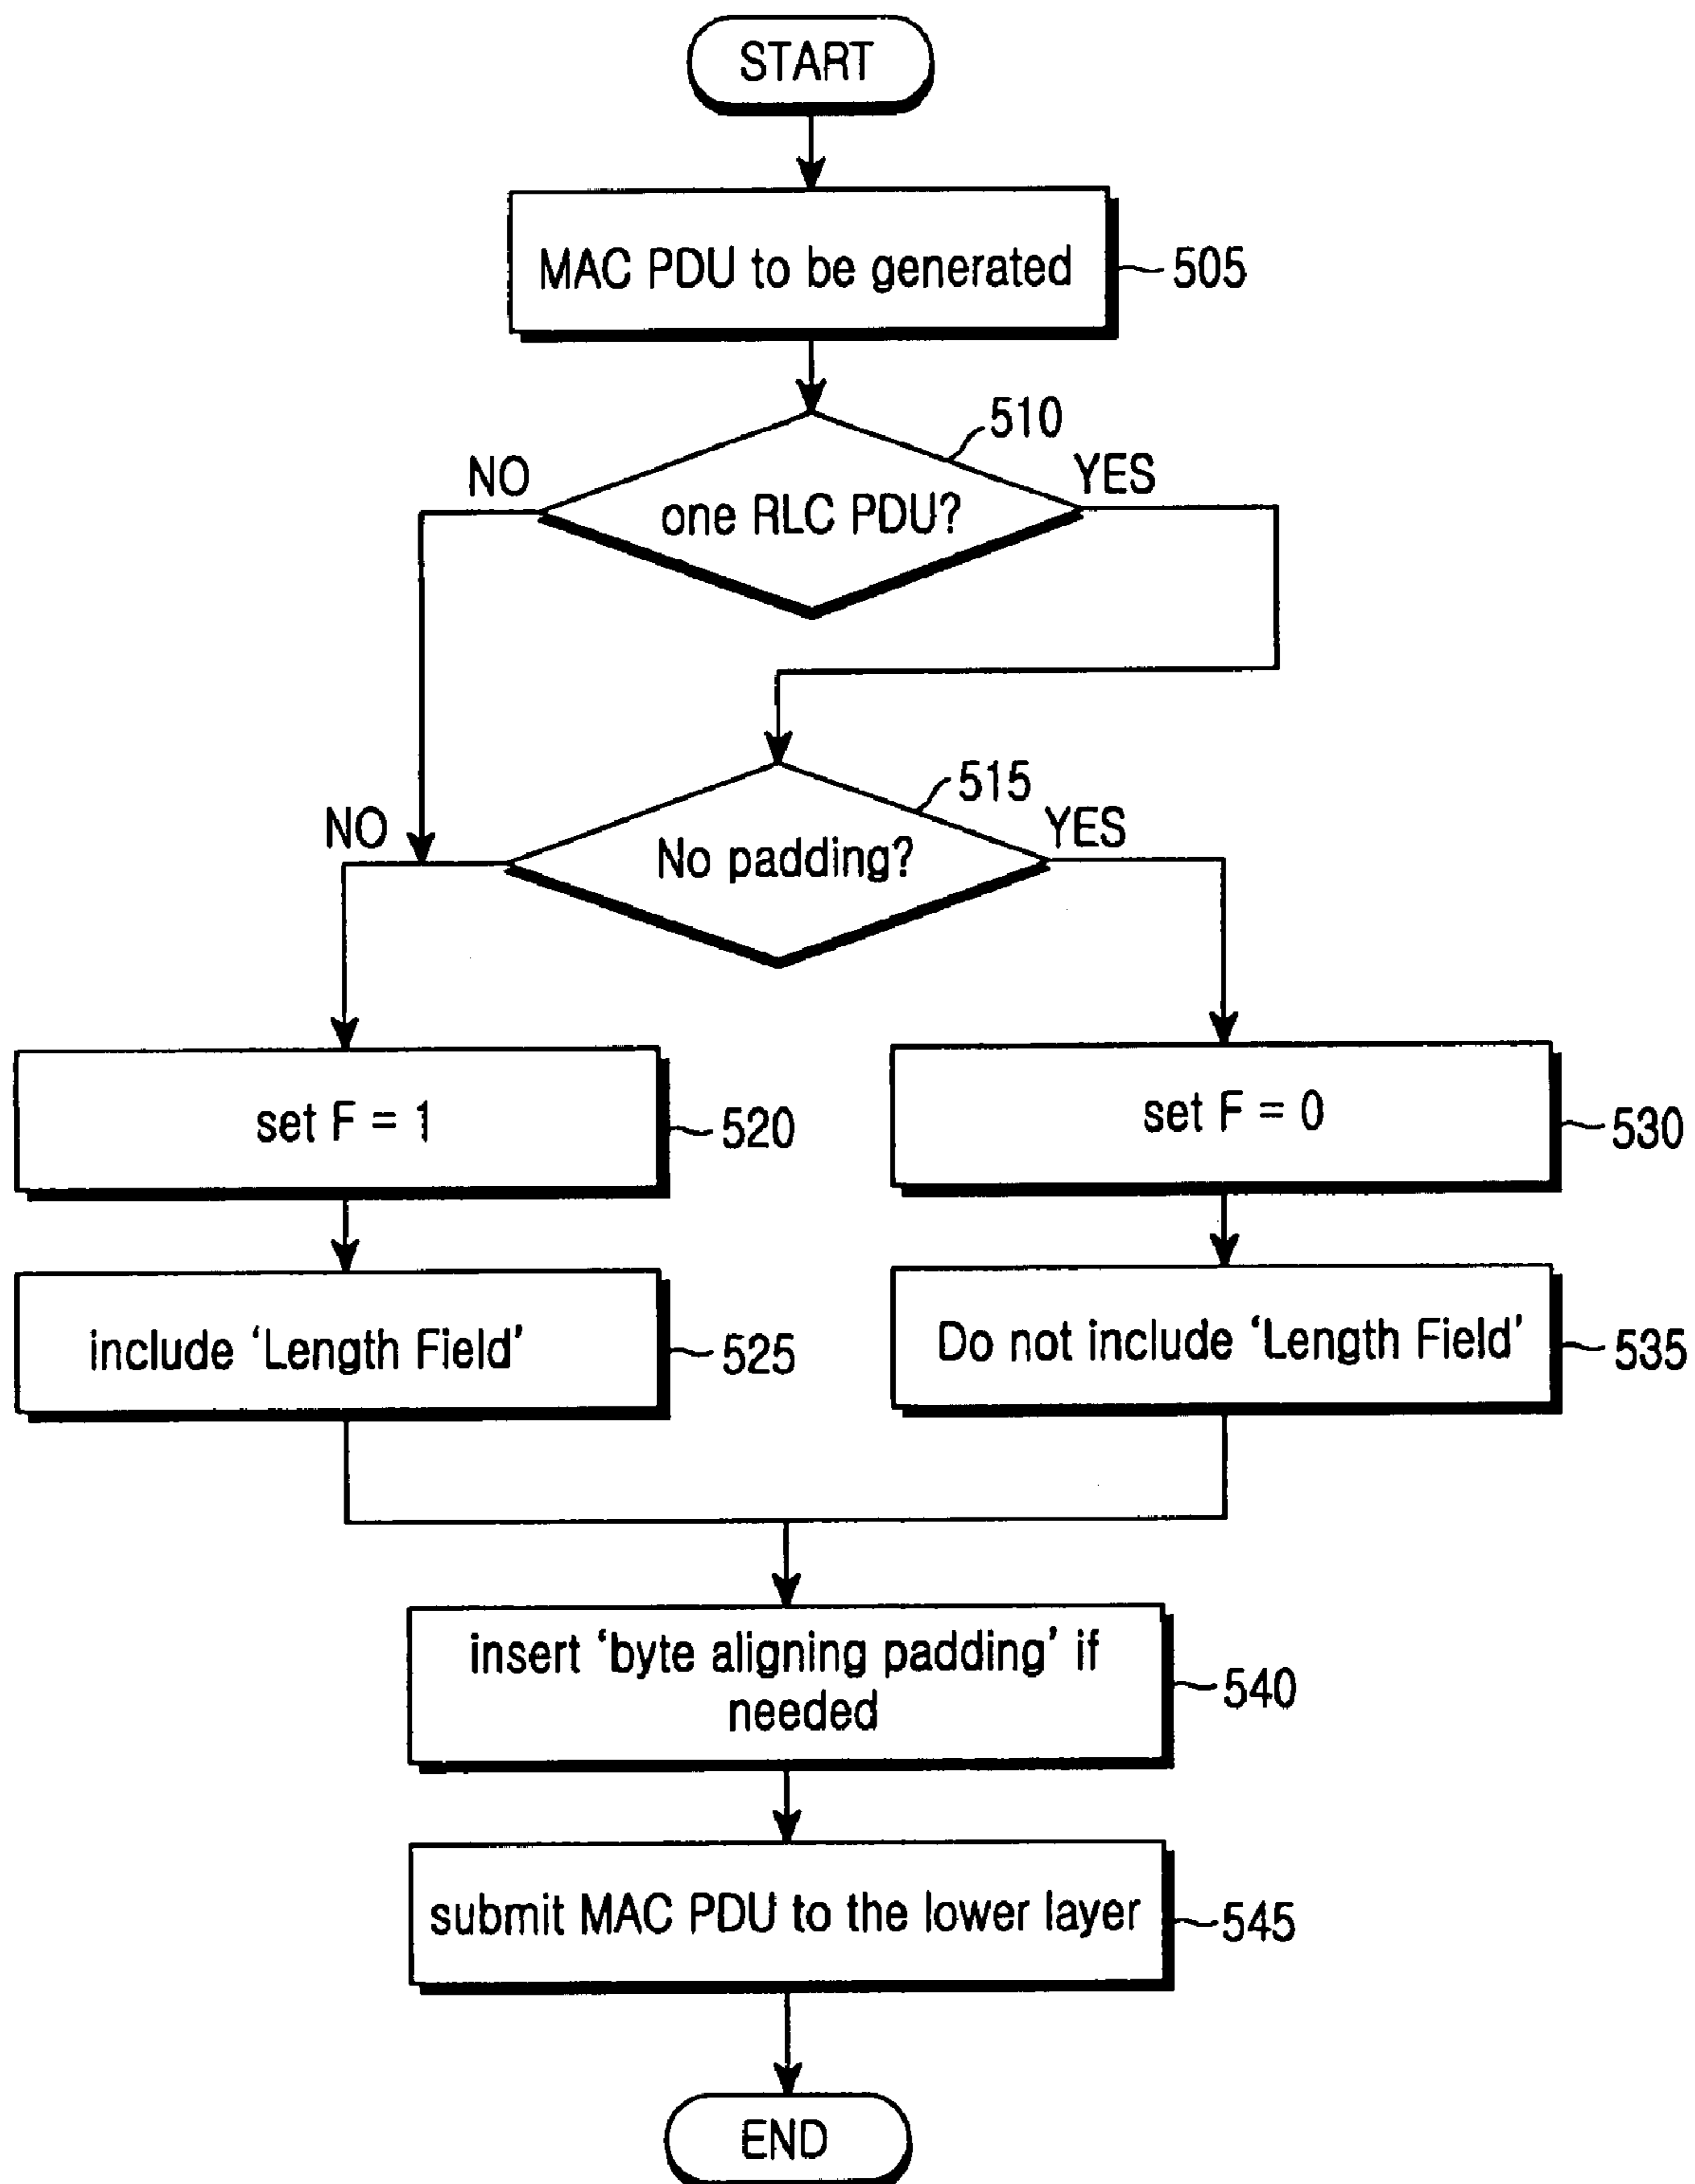 START
MAC PDU to be generated
505
510
NO
YES
one RLC PDU?
515
NO
YES
No padding?
set F = 1
520
set F = 0
530
include ‘Length Field’
525
Do not include ‘Length Field’
535
insert ‘byte aligning padding’ if
needed
540
submit MAC PDU to the lower layer
545
END